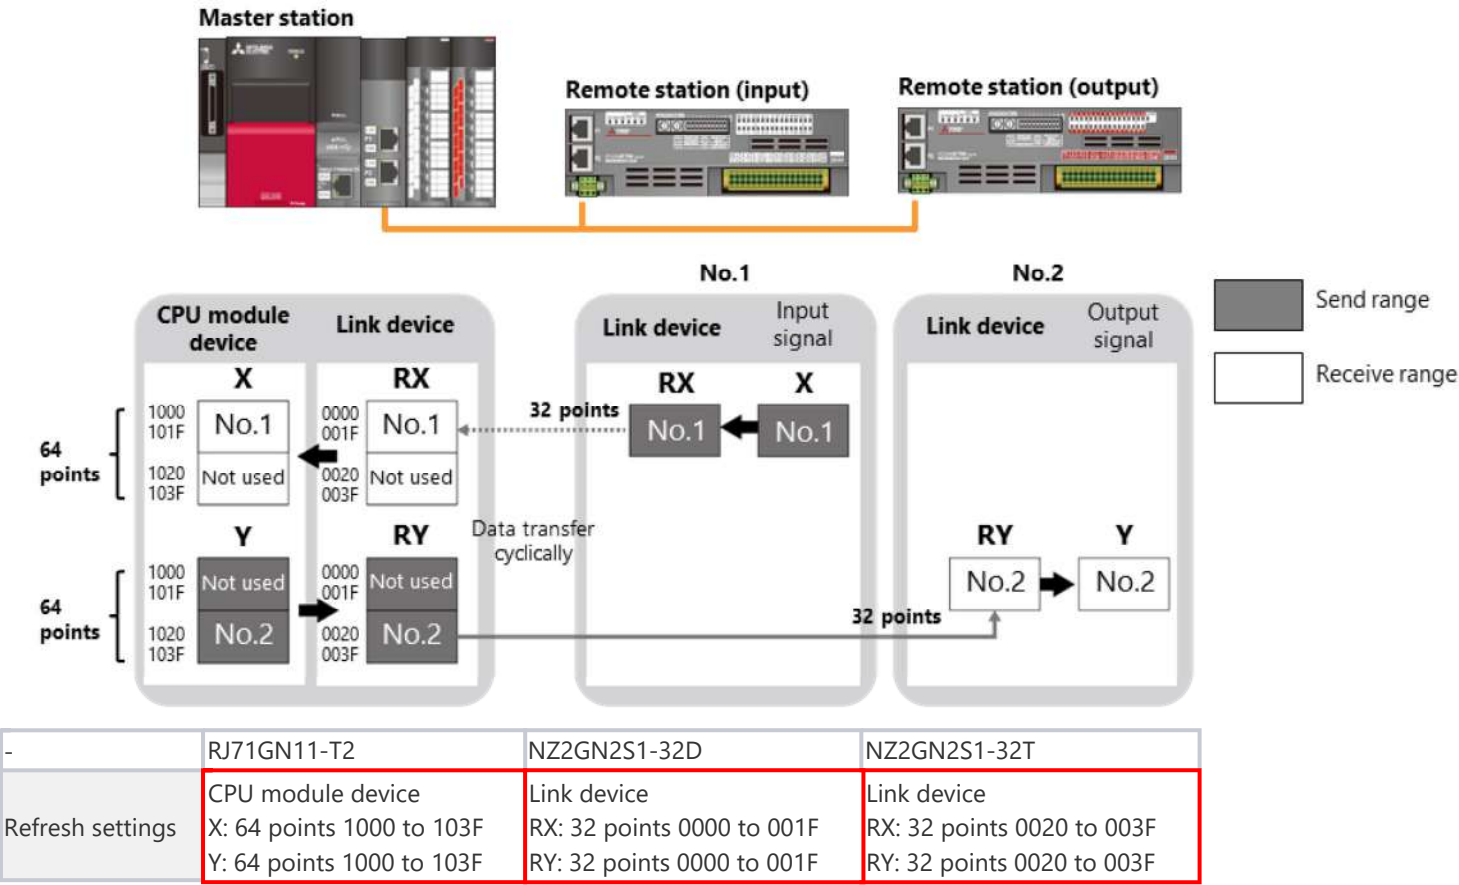 Master station
Remote station (input)
Remote station (output)
No.1
No.2
Send range
Receive range
CPU module
device
Link device
Link device
Input
signal
Link device
Output
signal
X
RX
RX
X
64
points
1000
101F
No.1
0000
001F
No.1
32 points
No.1
No.1
1020
103F
Not used
0020
003F
Not used
Y
RY
Data transfer
cyclically
RY
Y
64
points
1000
101F
Not used
0000
001F
Not used
No.2
No.2
1020
103F
No.2
0020
003F
No.2
32 points
- RJ71GN11-T2 NZ2GN2S1-32D NZ2GN2S1-32T
Refresh settings
CPU module device
X: 64 points 1000 to 103F
Y: 64 points 1000 to 103F
Link device
RX: 32 points 0000 to 001F
RY: 32 points 0000 to 001F
Link device
RX: 32 points 0020 to 003F
RY: 32 points 0020 to 003F